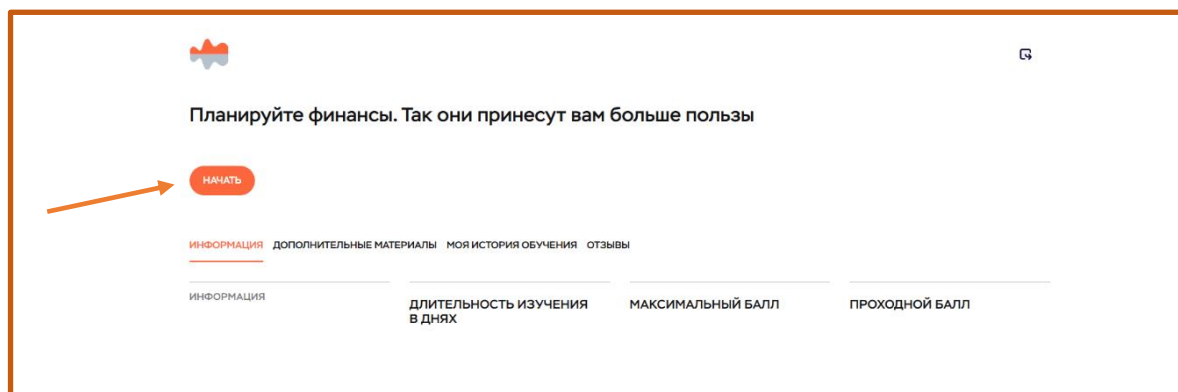 Планируйте финансы. Так они принесут вам больше пользы
НАЧАТЬ
ИНФОРМАЦИЯ ДОПОЛНИТЕЛЬНЫЕ МАТЕРИАЛЫ МОЯ ИСТОРИЯ ОБУЧЕНИЯ ОТЗЫВЫ
ИНФОРМАЦИЯ
ДЛИТЕЛЬНОСТЬ ИЗУЧЕНИЯ
В ДНЯХ
МАКСИМАЛЬНЫЙ БАЛЛ
ПРОХОДНОЙ БАЛЛ